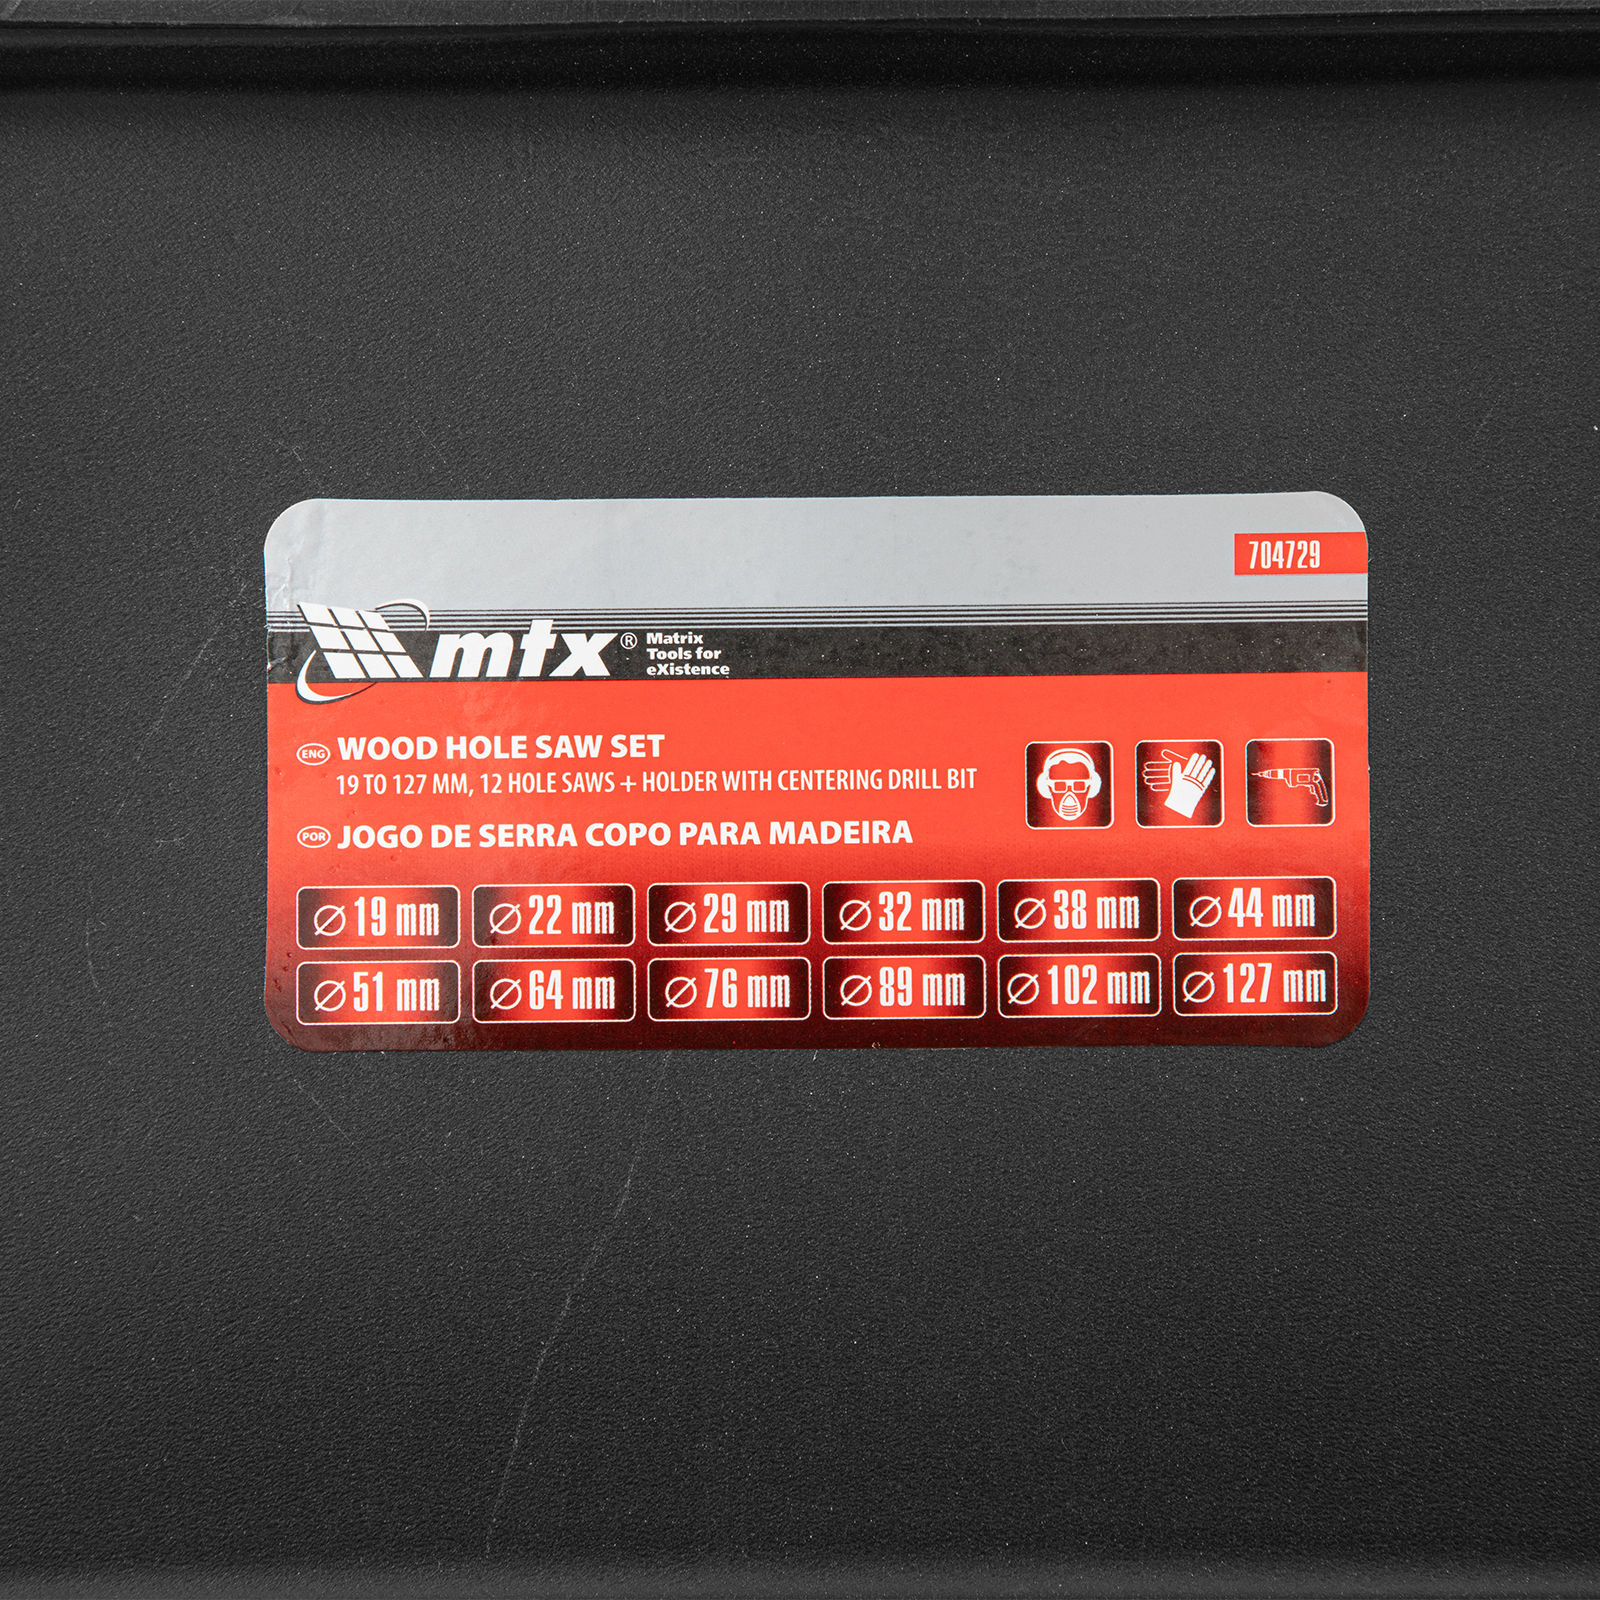 704729
mtx® Matrix
Tools for
eXistence
ENG WOOD HOLE SAW SET
19 TO 127 MM, 12 HOLE SAWS + HOLDER WITH CENTERING DRILL BIT
POR JOGO DE SERRA COPO PARA MADEIRA
⌀19 mm ⌀22 mm ⌀29 mm ⌀32 mm ⌀38 mm ⌀44 mm
⌀51 mm ⌀64 mm ⌀76 mm ⌀89 mm ⌀102 mm ⌀127 mm